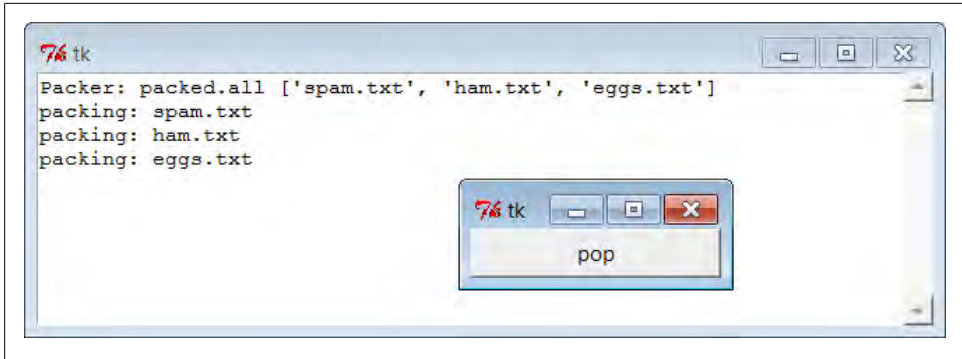 tk
Packer: packed.all ['spam.txt', 'ham.txt', 'eggs.txt']
packing: spam.txt
packing: ham.txt
packing: eggs.txt
tk
pop